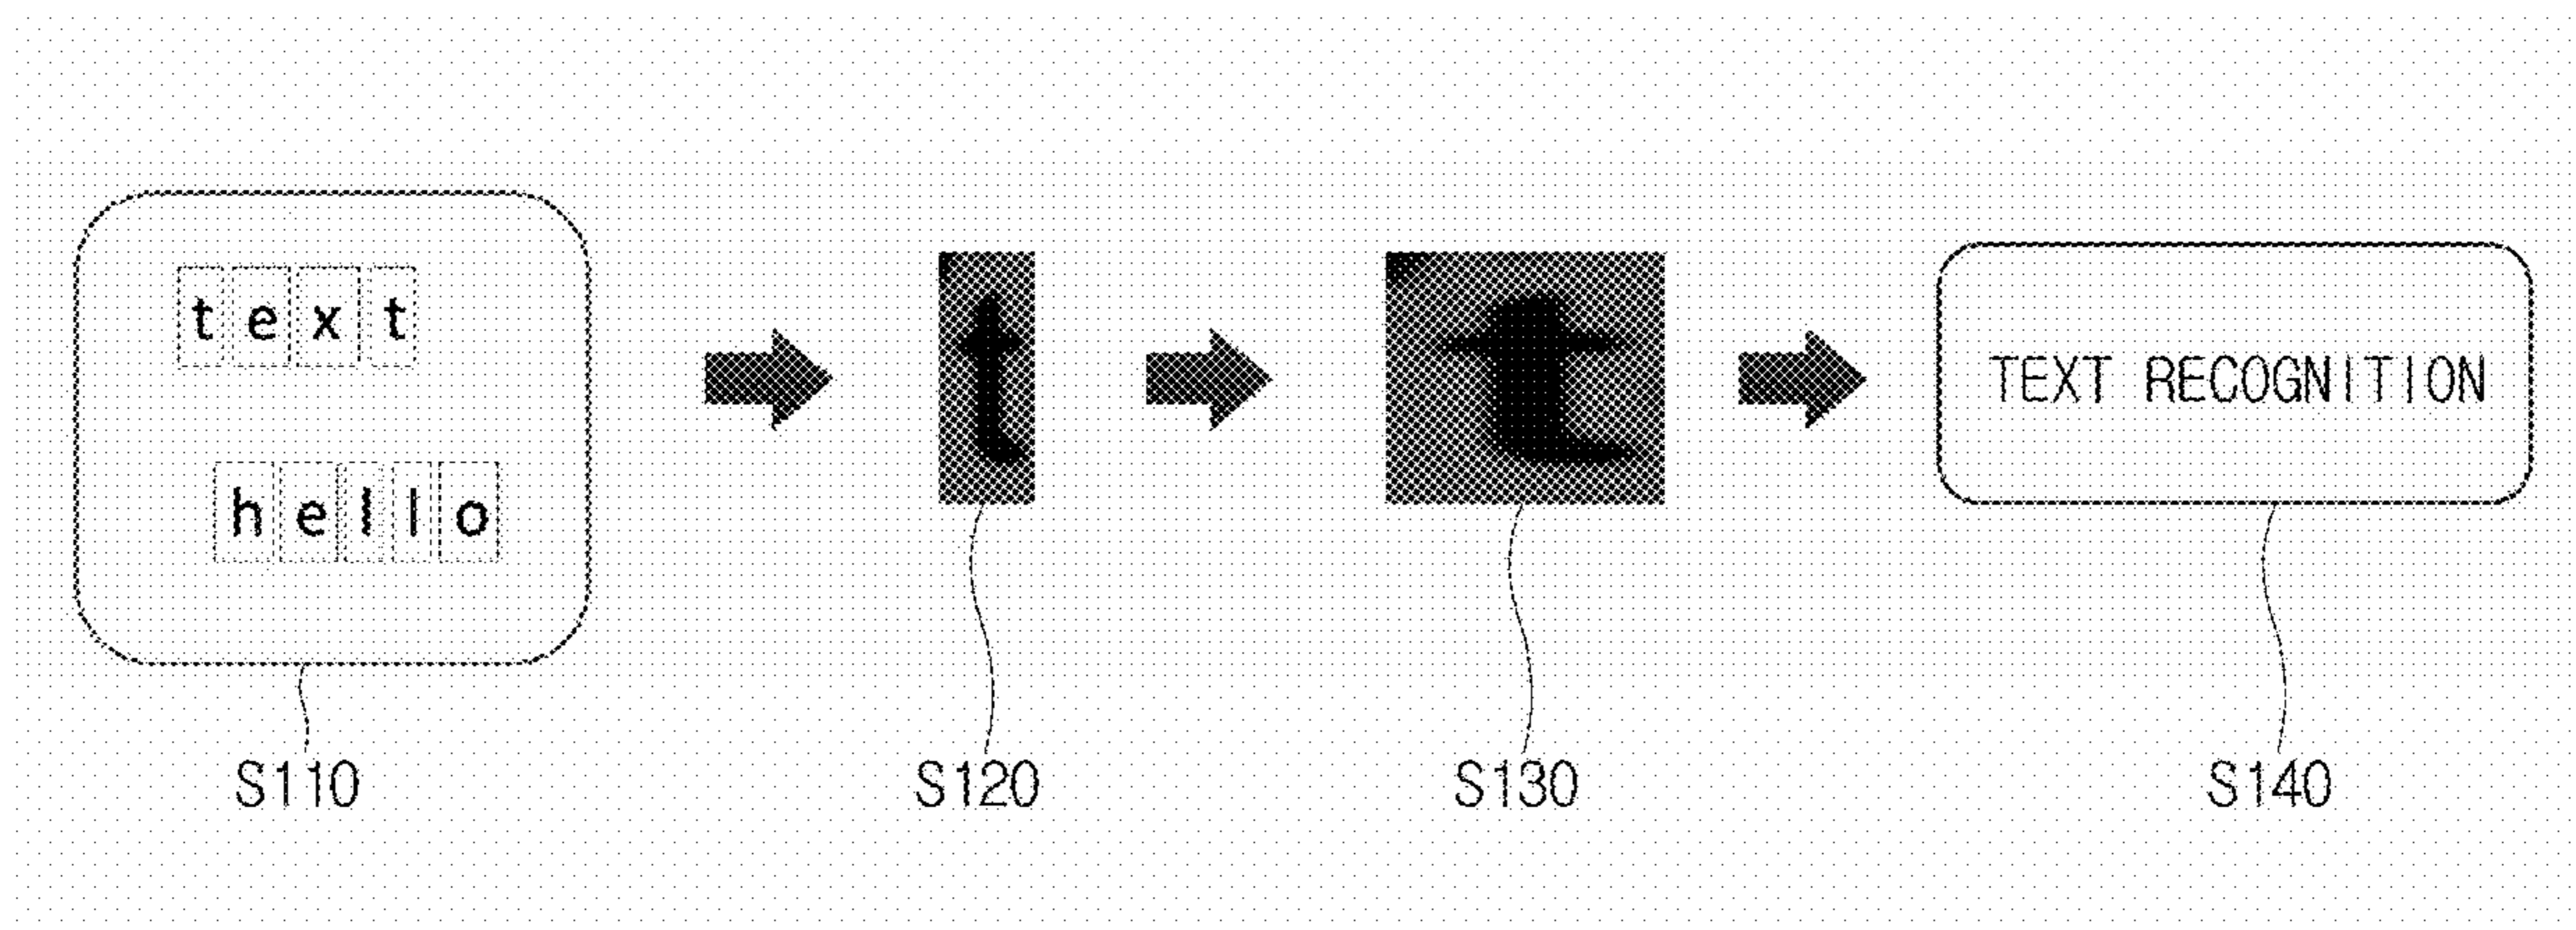 text
hello
t
t
TEXT RECOGNITION
S110
S120
S130
S140